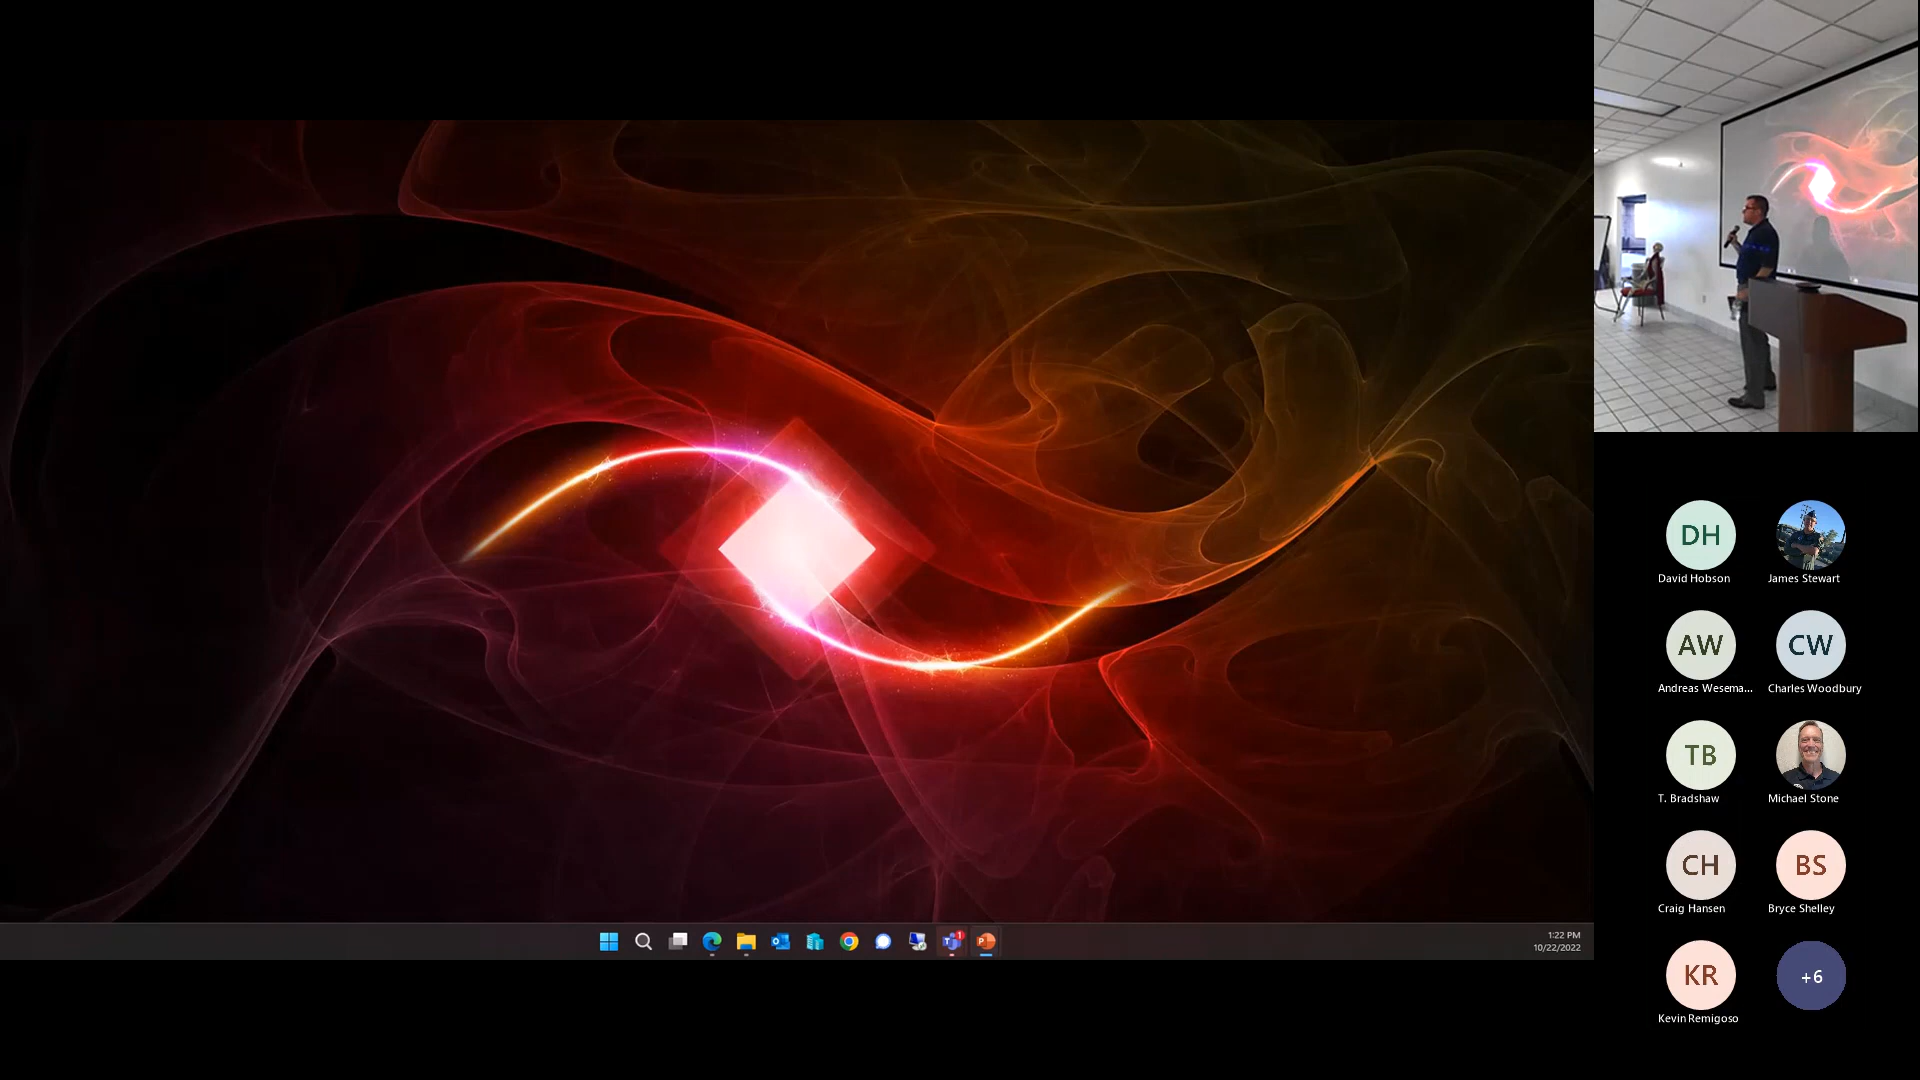 1
1:22 PM
10/22/2022
DH
David Hobson
James Stewart
AW
Andreas Wesema...
CW
Charles Woodbury
TB
T. Bradshaw
Michael Stone
CH
Craig Hansen
BS
Bryce Shelley
KR
Kevin Remigoso
+6